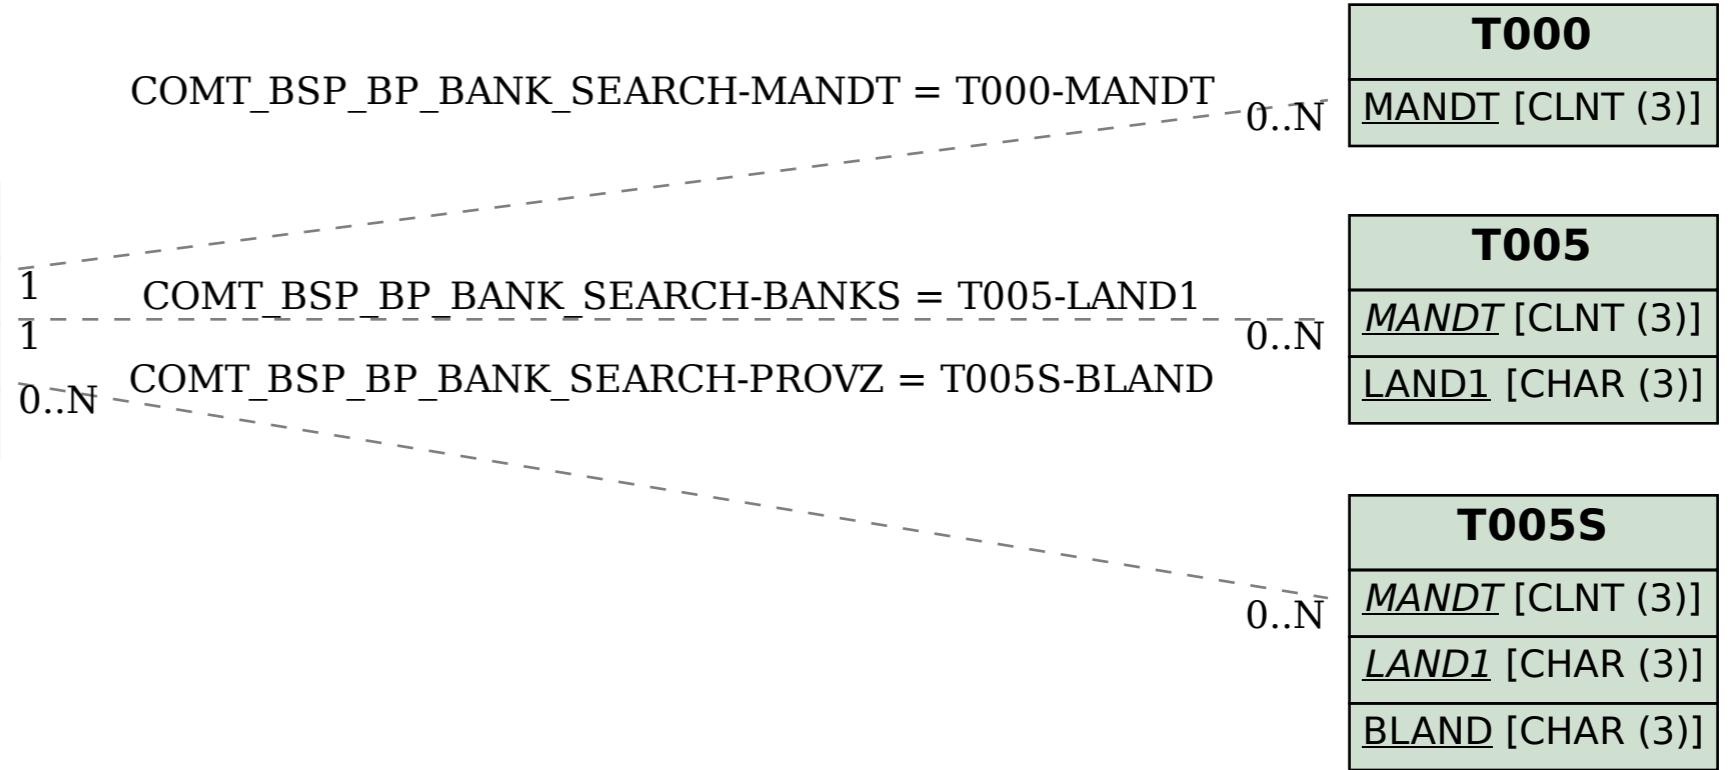 T000
COMT_BSP_BP_BANK_SEARCH-MANDT = T000-MANDT
0..N
MANDT [CLNT (3)]
T005
1
COMT_BSP_BP_BANK_SEARCH-BANKS = T005-LAND1
MANDT [CLNT (3)]
1
0..N
COMT_BSP_BP_BANK_SEARCH-PROVZ = T005S-BLAND
LAND1 [CHAR (3)]
0..N
T005S
MANDT [CLNT (3)]
0..N
LAND1 [CHAR (3)]
BLAND [CHAR (3)]